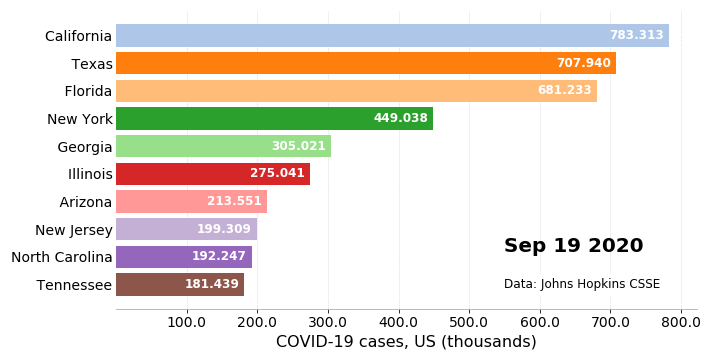 California 783.313
Texas 707.940
Florida 681.233
New York 449.038
Georgia 305.021
Illinois 275.041
Arizona 213.551
New Jersey 199.309
North Carolina 192.247
Tennessee 181.439
Sep 19 2020
Data: Johns Hopkins CSSE
100.0 200.0 300.0 400.0 500.0 600.0 700.0 800.0
COVID-19 cases, US (thousands)